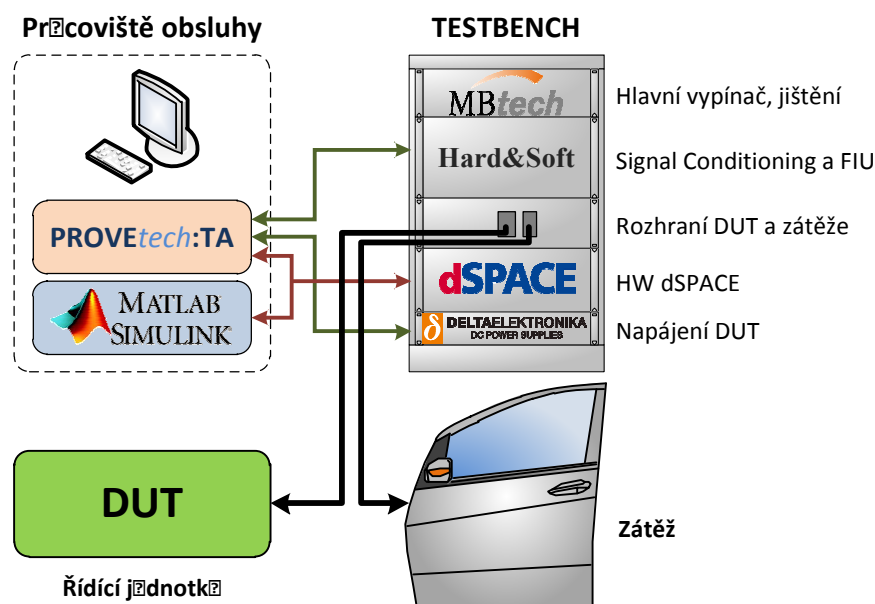 Pr�coviště obsluhy
TESTBENCH
MBtech
Hlavní vypínač, jištění
Hard&Soft
Signal Conditioning a FIU
PROVEtech:TA
Rozhraní DUT a zátěže
dSPACE
HW dSPACE
MATLAB
SIMULINK
δ DELTAELEKTRONIKA
DC POWER SUPPLIES
Napájení DUT
DUT
Zátěž
Řídící j�dnotk�